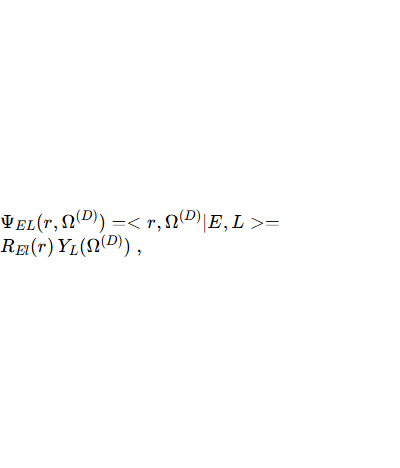 Ψ_{EL}(r, Ω^{(D)}) =< r, Ω^{(D)}|E, L >=
R_{El}(r) Y_L(Ω^{(D)}) ,